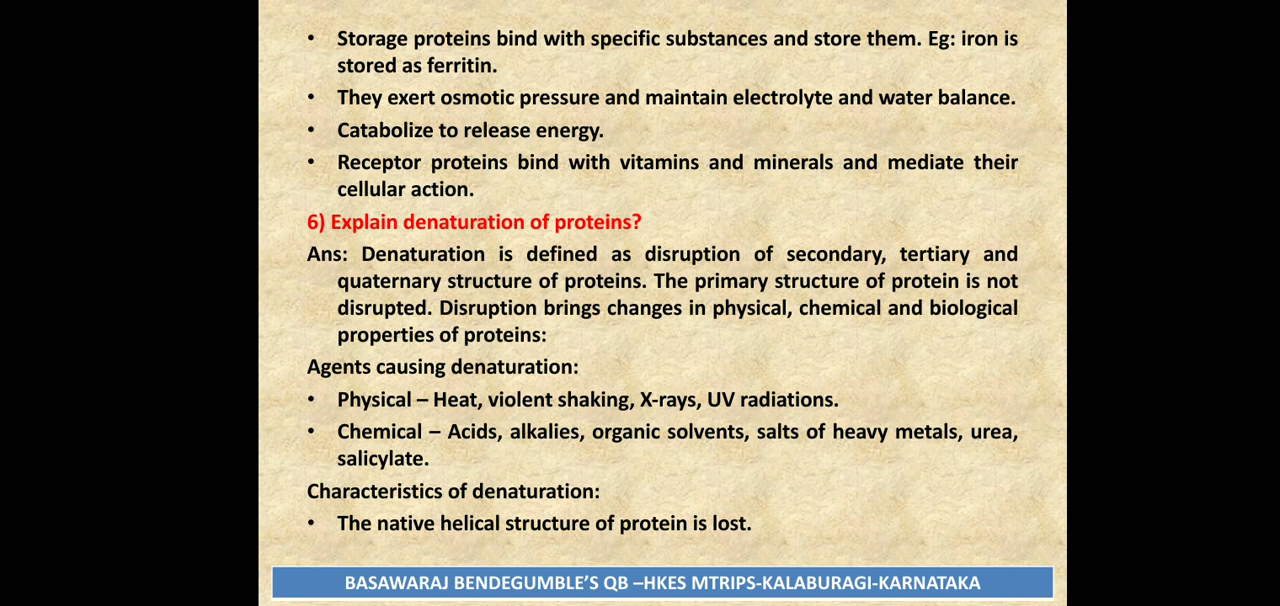 • Storage proteins bind with specific substances and store them. Eg: iron is
stored as ferritin.
• They exert osmotic pressure and maintain electrolyte and water balance.
• Catabolize to release energy.
• Receptor proteins bind with vitamins and minerals and mediate their
cellular action.
6) Explain denaturation of proteins?
Ans: Denaturation is defined as disruption of secondary, tertiary and
quaternary structure of proteins. The primary structure of protein is not
disrupted. Disruption brings changes in physical, chemical and biological
properties of proteins:
Agents causing denaturation:
• Physical – Heat, violent shaking, X-rays, UV radiations.
• Chemical – Acids, alkalies, organic solvents, salts of heavy metals, urea,
salicylate.
Characteristics of denaturation:
• The native helical structure of protein is lost.
BASAWARAJ BENDEGUMBLE’S QB –HKES MTRIPS-KALABURAGI-KARNATAKA